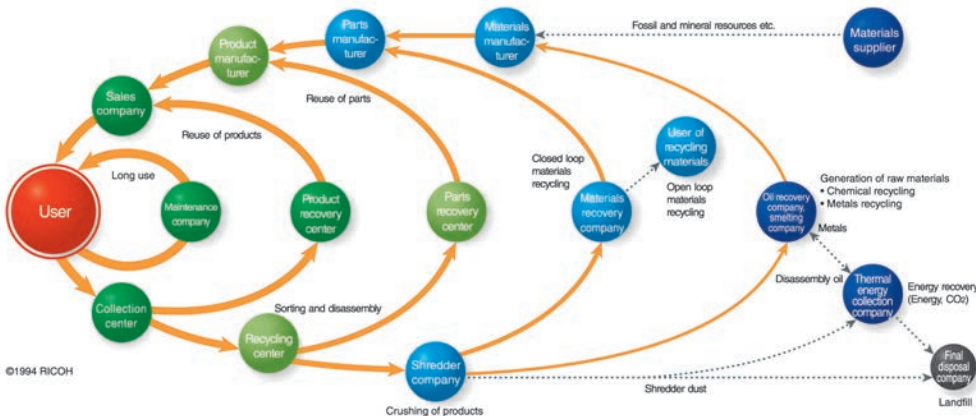 Parts
manufac-
turer
Materials
manufac-
turer
Fossil and mineral resources etc.
Materials
supplier
Product
manufac-
turer
Sales
company
Reuse of parts
Reuse of products
User of
recycling
materials
Closed loop
materials
recycling
Open loop
materials
recycling
Long use
User
Maintenance
company
Product
recovery
center
Parts
recovery
center
Materials
recovery
company
Oil recovery
company,
smelting
company
Generation of raw materials
• Chemical recycling
• Metals recycling
Metals
Disassembly oil
Thermal
energy
collection
company
Energy recovery
(Energy, CO2)
Collection
center
Sorting and disassembly
Recycling
center
Shredder
company
Crushing of products
Shredder dust
Final
disposal
company
Landfill
©1994 RICOH